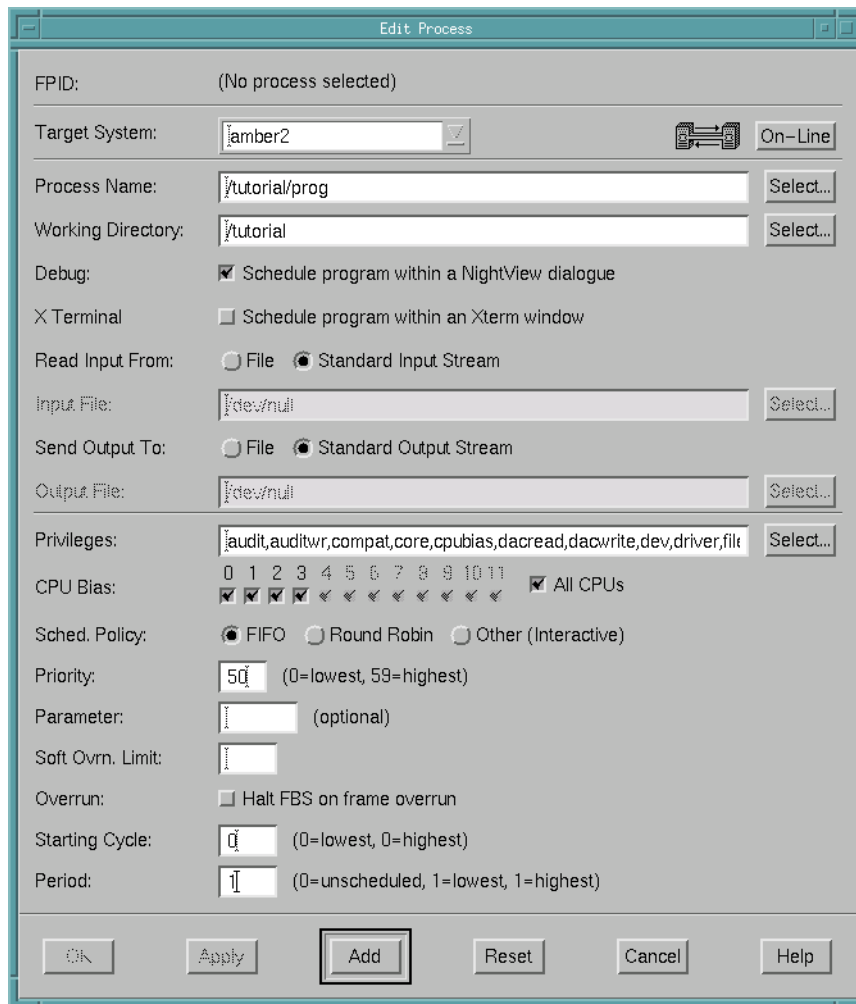 Edit Process
FPID: (No process selected)
Target System: amber2 On-Line
Process Name: /tutorial/prog Select...
Working Directory: /tutorial Select...
Debug: Schedule program within a NightView dialogue
X Terminal Schedule program within an Xterm window
Read Input From: File Standard Input Stream
Input File: /dev/null Select...
Send Output To: File Standard Output Stream
Output File: /dev/null Select...
Privileges: audit,auditwr,compat,core,cpubias,dacread,dacwrite,dev,driver,file Select...
0 1 2 3 4 5 6 7 8 9 10 11
CPU Bias: All CPUs
Sched. Policy: FIFO Round Robin Other (Interactive)
Priority: 50 (0=lowest, 59=highest)
Parameter: (optional)
Soft Ovrn. Limit:
Overrun: Halt FBS on frame overrun
Starting Cycle: 0 (0=lowest, 0=highest)
Period: 1 (0=unscheduled, 1=lowest, 1=highest)
OK Apply Add Reset Cancel Help